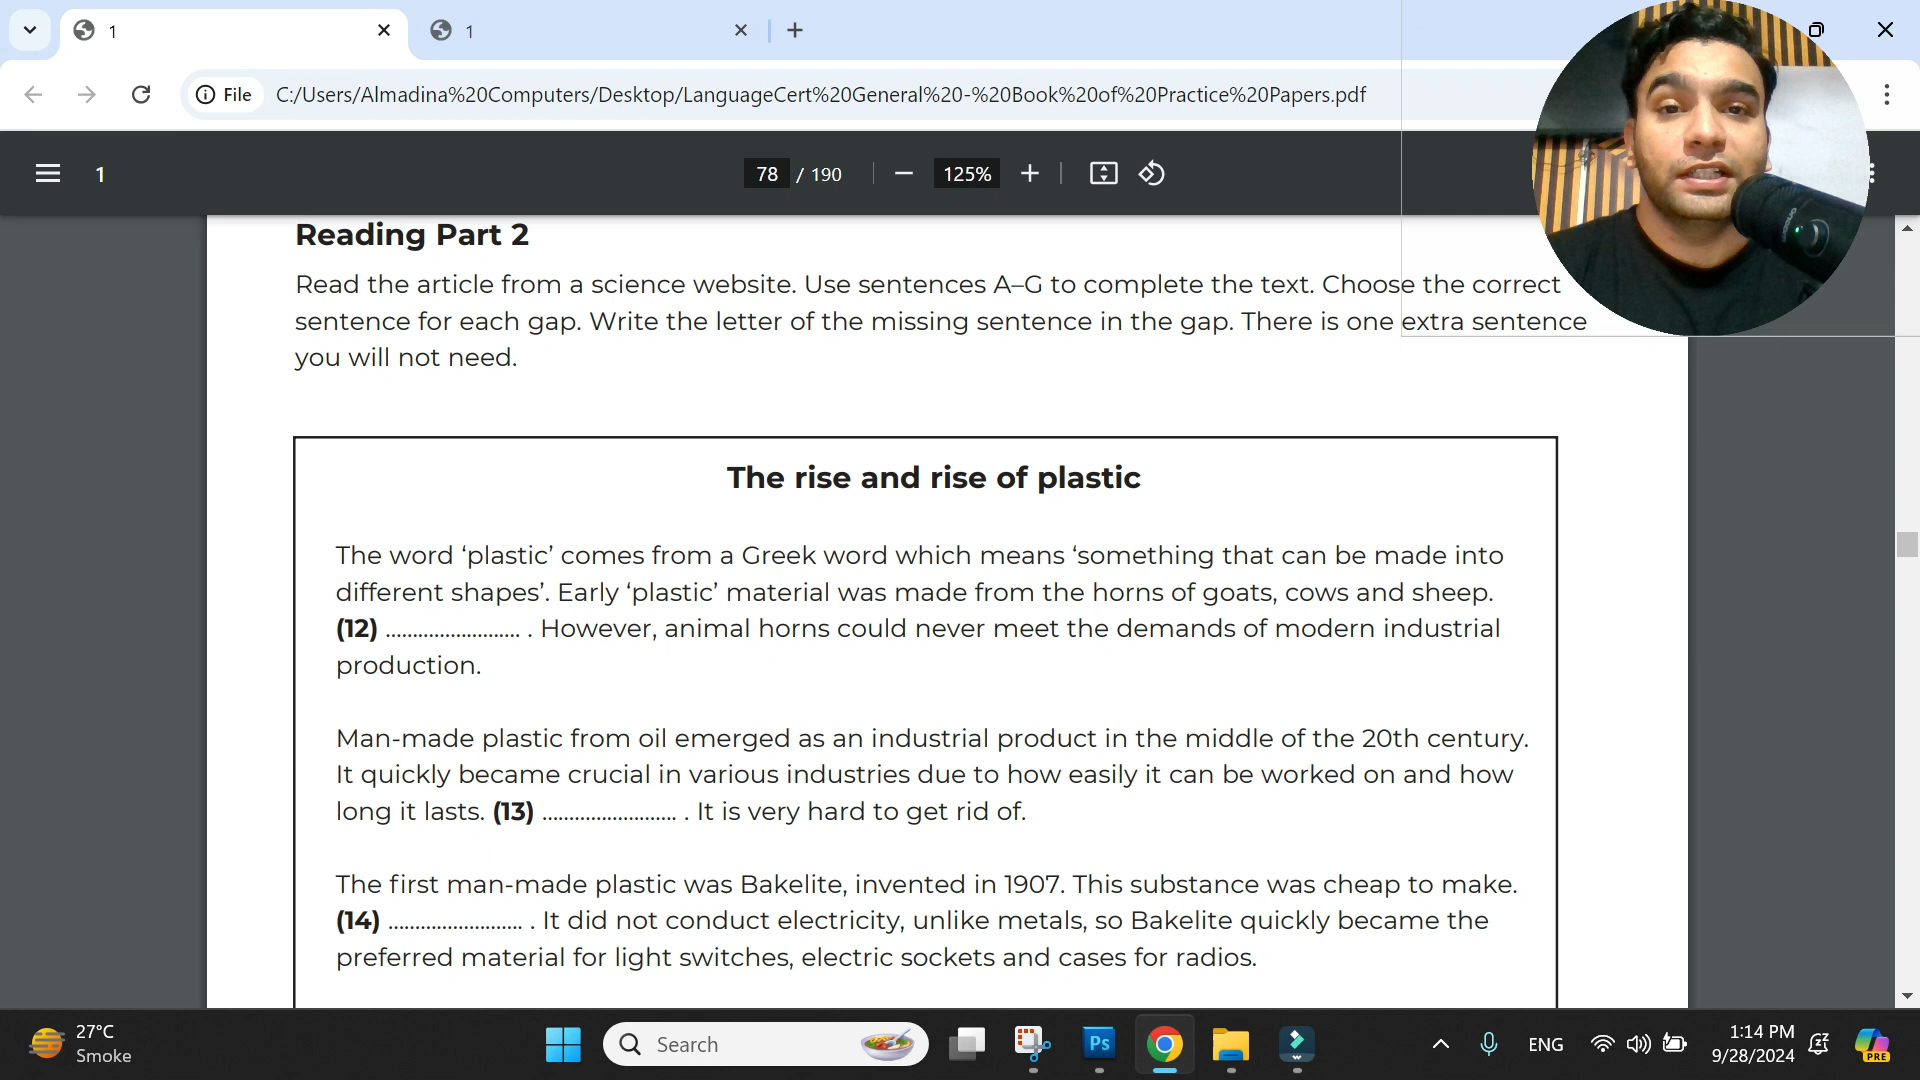 1
1
File
C:/Users/Almadina%20Computers/Desktop/LanguageCert%20General%20-%20Book%20of%20Practice%20Papers.pdf
1
78 / 190
125%
Reading Part 2
Read the article from a science website. Use sentences A–G to complete the text. Choose the correct
sentence for each gap. Write the letter of the missing sentence in the gap. There is one extra sentence
you will not need.
The rise and rise of plastic
The word ‘plastic’ comes from a Greek word which means ‘something that can be made into
different shapes’. Early ‘plastic’ material was made from the horns of goats, cows and sheep.
(12) ......................... . However, animal horns could never meet the demands of modern industrial
production.
Man-made plastic from oil emerged as an industrial product in the middle of the 20th century.
It quickly became crucial in various industries due to how easily it can be worked on and how
long it lasts. (13) ......................... . It is very hard to get rid of.
The first man-made plastic was Bakelite, invented in 1907. This substance was cheap to make.
(14) ......................... . It did not conduct electricity, unlike metals, so Bakelite quickly became the
preferred material for light switches, electric sockets and cases for radios.
27°C
Smoke
Search
Ps
ENG
1:14 PM
9/28/2024
PRE